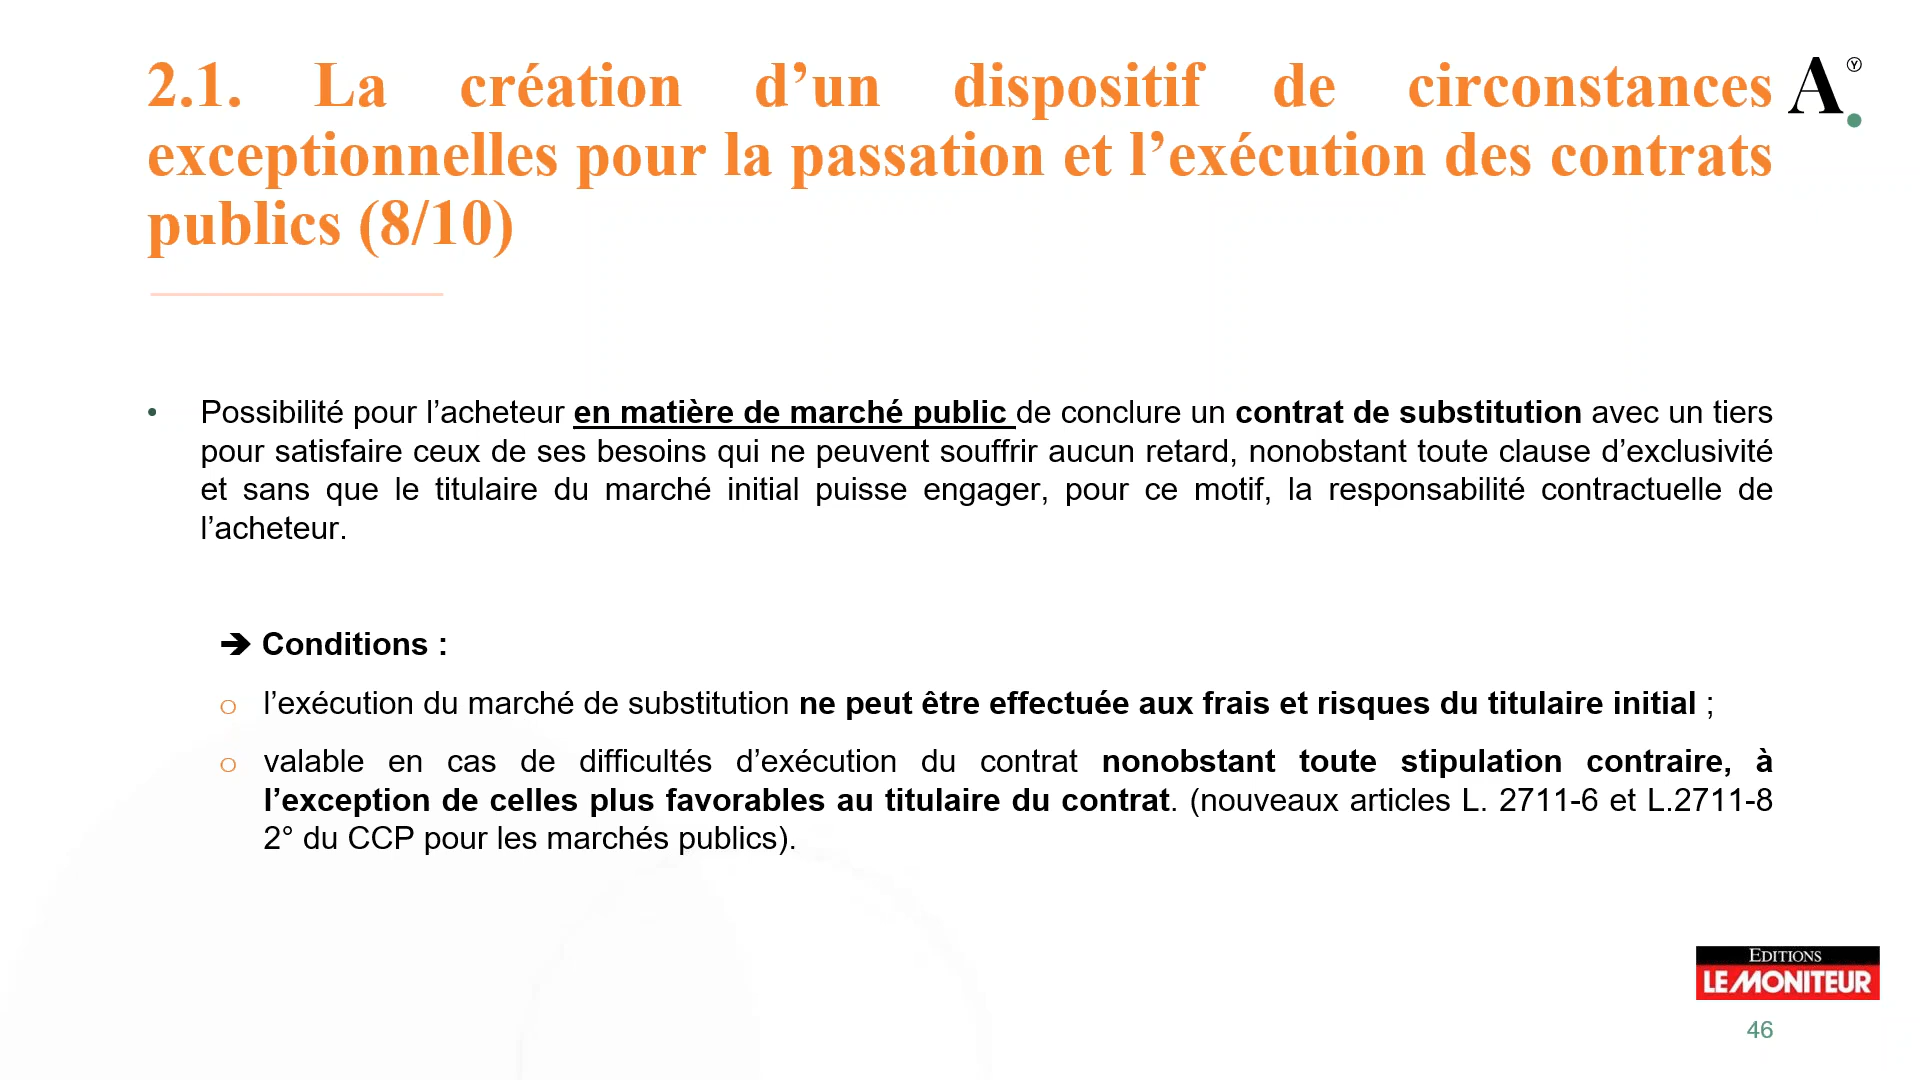 2.1. La création d’un dispositif de circonstances
exceptionnelles pour la passation et l’exécution des contrats
publics (8/10)
A
Y
• Possibilité pour l’acheteur en matière de marché public de conclure un contrat de substitution avec un tiers
pour satisfaire ceux de ses besoins qui ne peuvent souffrir aucun retard, nonobstant toute clause d’exclusivité
et sans que le titulaire du marché initial puisse engager, pour ce motif, la responsabilité contractuelle de
l’acheteur.
➔ Conditions :
o l’exécution du marché de substitution ne peut être effectuée aux frais et risques du titulaire initial ;
o valable en cas de difficultés d’exécution du contrat nonobstant toute stipulation contraire, à
l’exception de celles plus favorables au titulaire du contrat. (nouveaux articles L. 2711-6 et L.2711-8
2° du CCP pour les marchés publics).
EDITIONS
LE MONITEUR
46